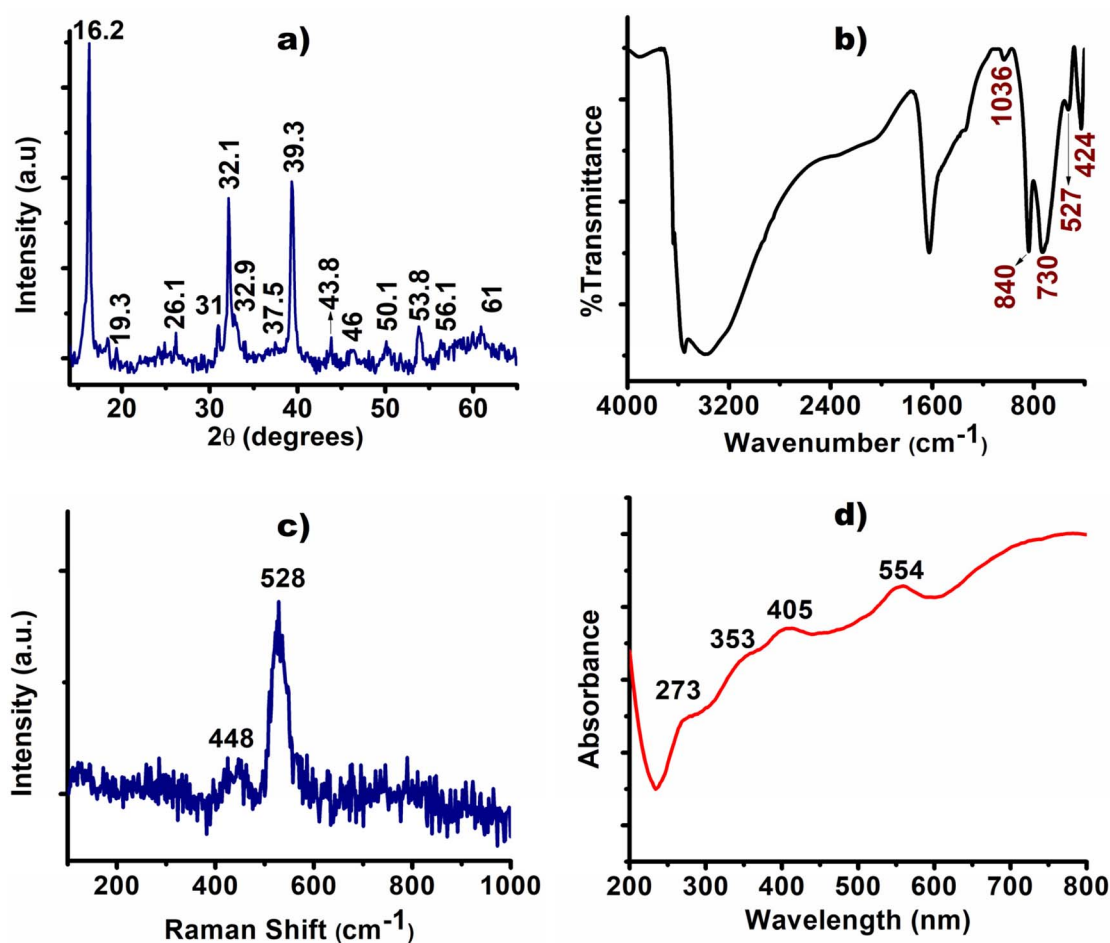 a)
16.2
19.3
26.1
31
32.1
32.9
37.5
39.3
43.8
46
50.1
53.8
56.1
61
Intensity (a.u)
20 30 40 50 60
2θ (degrees)
b)
1036
840
730
527
424
%Transmittance
4000 3200 2400 1600 800
Wavenumber (cm-1)
c)
528
448
Intensity (a.u.)
200 400 600 800 1000
Raman Shift (cm-1)
d)
273
353
405
554
Absorbance
200 300 400 500 600 700 800
Wavelength (nm)